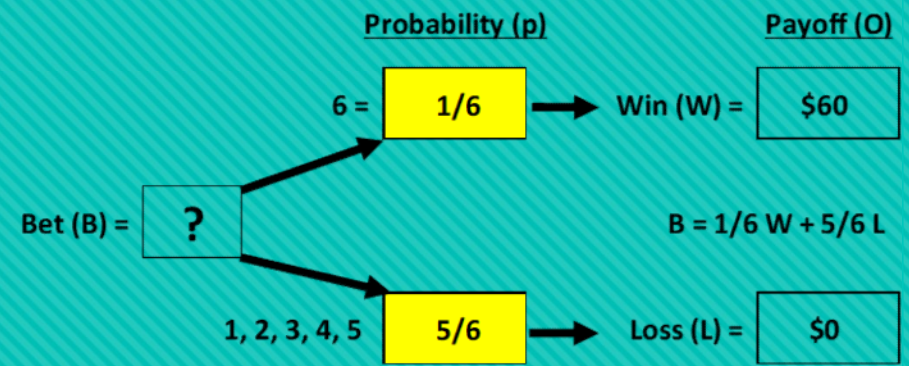 Probability (p) Payoff (O)
6 = 1/6 Win (W) = $60
Bet (B) = ? B = 1/6 W + 5/6 L
1, 2, 3, 4, 5 5/6 Loss (L) = $0